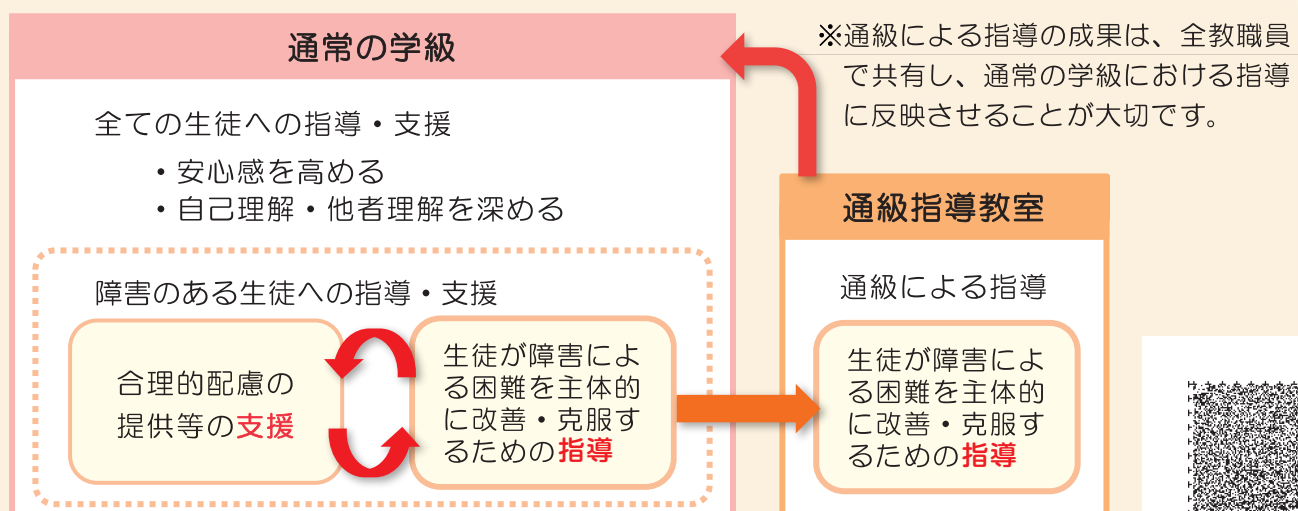 通常の学級
※通級による指導の成果は、全教職員
で共有し、通常の学級における指導
に反映させることが大切です。
全ての生徒への指導・支援
・安心感を高める
・自己理解・他者理解を深める
障害のある生徒への指導・支援
合理的配慮の
提供等の支援
生徒が障害によ
る困難を主体的
に改善・克服す
るための指導
通級指導教室
通級による指導
生徒が障害によ
る困難を主体的
に改善・克服す
るための指導